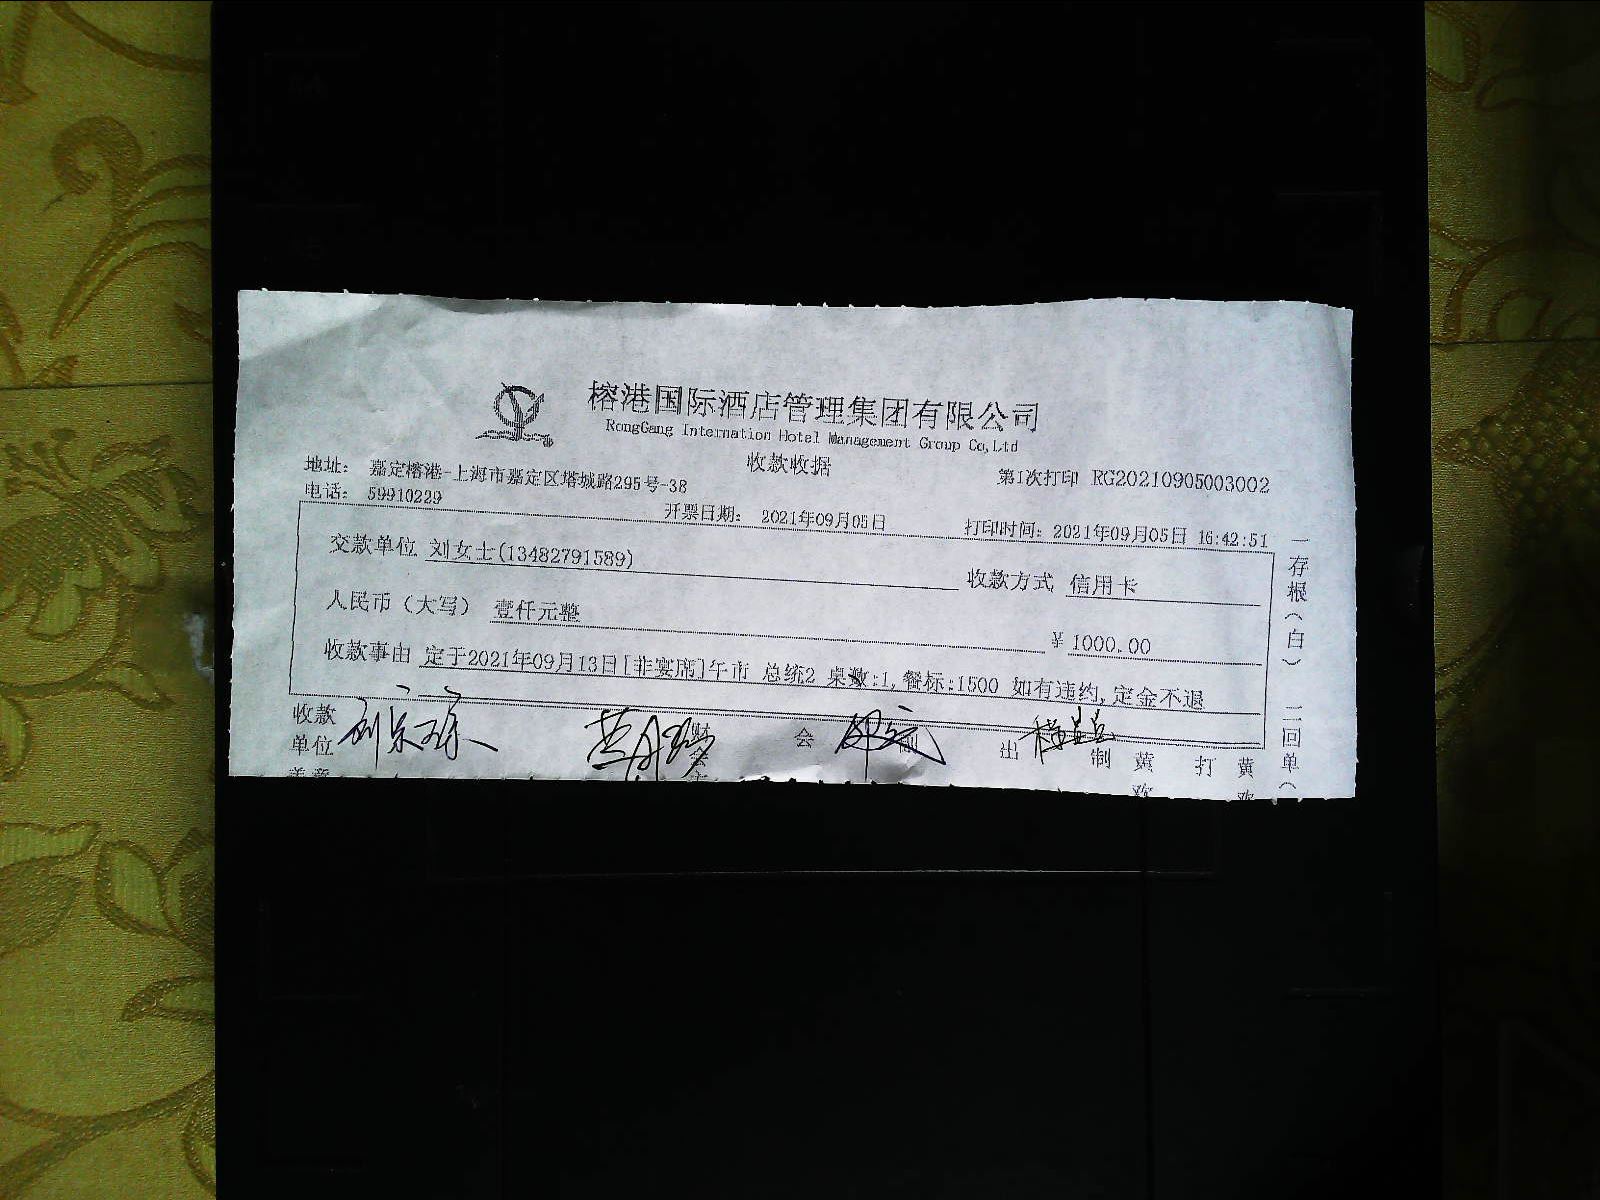 榕港国际酒店管理集团有限公司
RongGang Internation Hotel Management Group Co,Ltd
收款收据
地址： 嘉定榕港-上海市嘉定区塔城路295号-38
第1次打印 RG20210905003002
电话： 59910229
开票日期： 2021年09月05日
打印时间：2021年09月05日 16:42:51
交款单位 刘女士(13482791589)
收款方式 信用卡
人民币（大写） 壹仟元整
¥ 1000.00
收款事由 定于2021年09月13日[非宴席]午市 总统2 桌数:1,餐标:1500 如有违约,定金不退
收款 会 出 制 黄 打 黄
单位
一存根（白） 二回单（